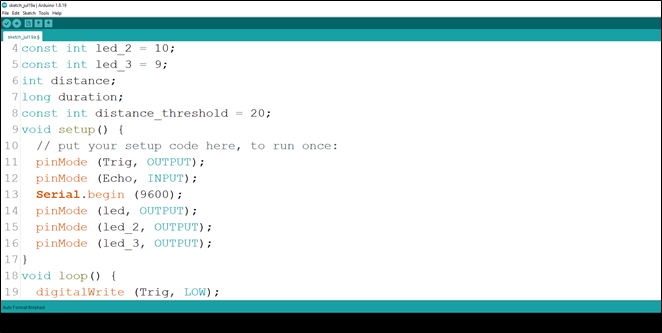 sketch_jul19a | Arduino 1.8.19
File Edit Sketch Tools Help
sketch_jul19a §
4 const int led_2 = 10;
5 const int led_3 = 9;
6 int distance;
7 long duration;
8 const int distance_threshold = 20;
9 void setup() {
10 // put your setup code here, to run once:
11 pinMode (Trig, OUTPUT);
12 pinMode (Echo, INPUT);
13 Serial.begin (9600);
14 pinMode (led, OUTPUT);
15 pinMode (led_2, OUTPUT);
16 pinMode (led_3, OUTPUT);
17 }
18 void loop() {
19 digitalWrite (Trig, LOW);
Auto Format finished.